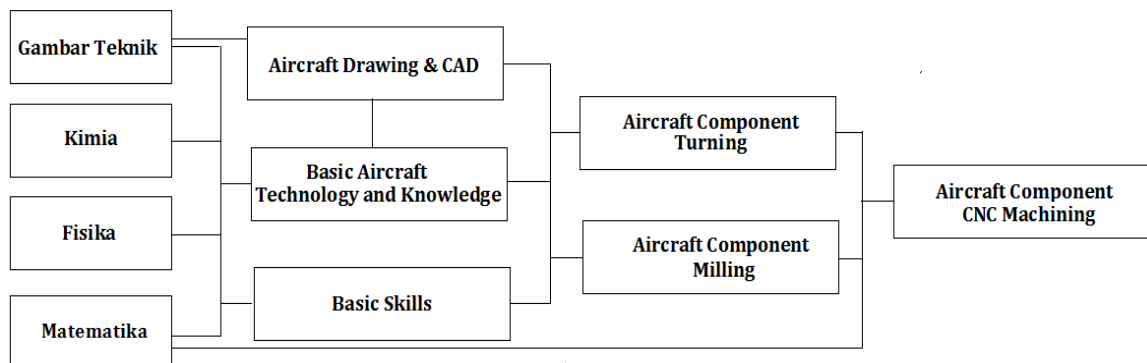 Gambar Teknik
Kimia
Fisika
Matematika
Aircraft Drawing & CAD
Basic Aircraft
Technology and Knowledge
Basic Skills
Aircraft Component
Turning
Aircraft Component
Milling
Aircraft Component
CNC Machining